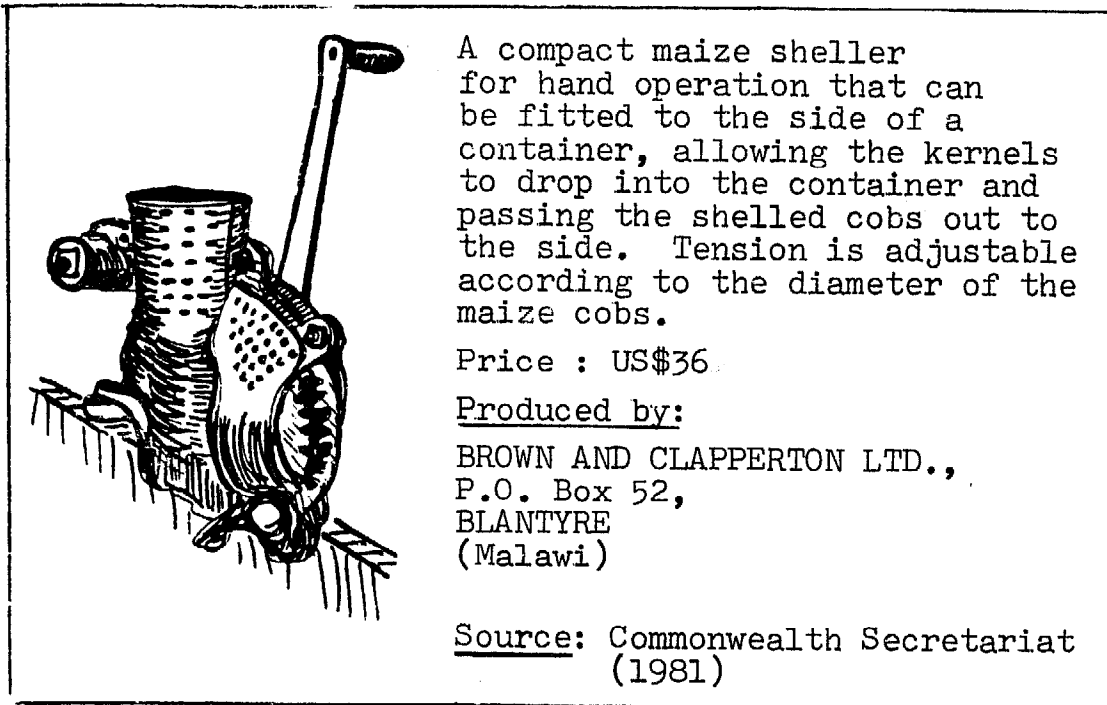 A compact maize sheller
for hand operation that can
be fitted to the side of a
container, allowing the kernels
to drop into the container and
passing the shelled cobs out to
the side. Tension is adjustable
according to the diameter of the
maize cobs.
Price : US$36
Produced by:
BROWN AND CLAPPERTON LTD.,
P.O. Box 52,
BLANTYRE
(Malawi)
Source: Commonwealth Secretariat
(1981)